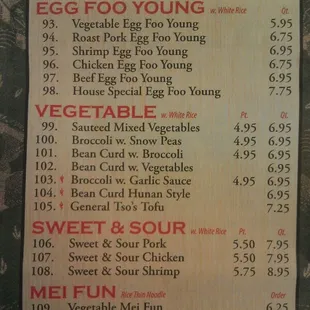 EGG FOO YOUNG w. White Rice Qt.
93. Vegetable Egg Foo Young 5.95
94. Roast Pork Egg Foo Young 6.75
95. Shrimp Egg Foo Young 6.95
96. Chicken Egg Foo Young 6.75
97. Beef Egg Foo Young 6.95
98. House Special Egg Foo Young 7.75
VEGETABLE w. White Rice Pt. Qt.
99. Sauteed Mixed Vegetables 4.95 6.95
100. Broccoli w. Snow Peas 4.95 6.95
101. Bean Curd w. Broccoli 4.95 6.95
102. Bean Curd w. Vegetables 6.95
103. Broccoli w. Garlic Sauce 4.95 6.95
104. Bean Curd Hunan Style 6.95
105. General Tso's Tofu 7.25
SWEET & SOUR w. White Rice Pt. Qt.
106. Sweet & Sour Pork 5.50 7.95
107. Sweet & Sour Chicken 5.50 7.95
108. Sweet & Sour Shrimp 5.75 8.95
MEI FUN Rice Thin Noodle Order
109. Vegetable Mei Fun 6.25